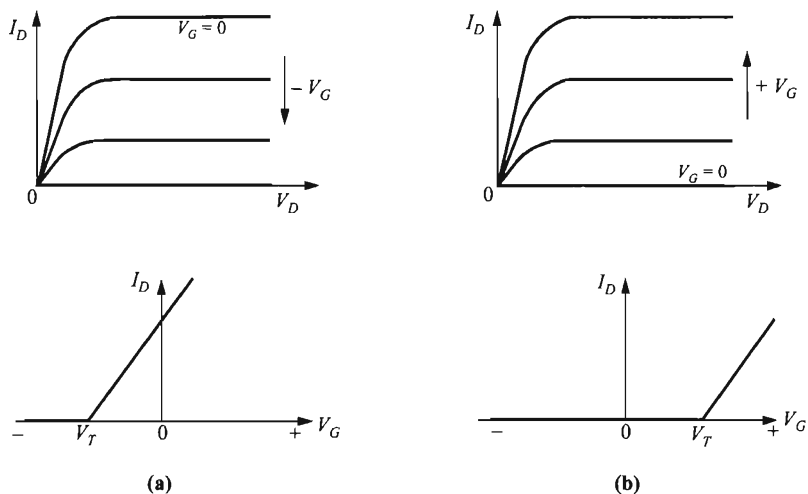 I_D
V_G = 0
– V_G
0
V_D
I_D
+ V_G
V_G = 0
0
V_D
I_D
– V_T 0 + V_G
I_D
– 0 V_T + V_G
(a)
(b)